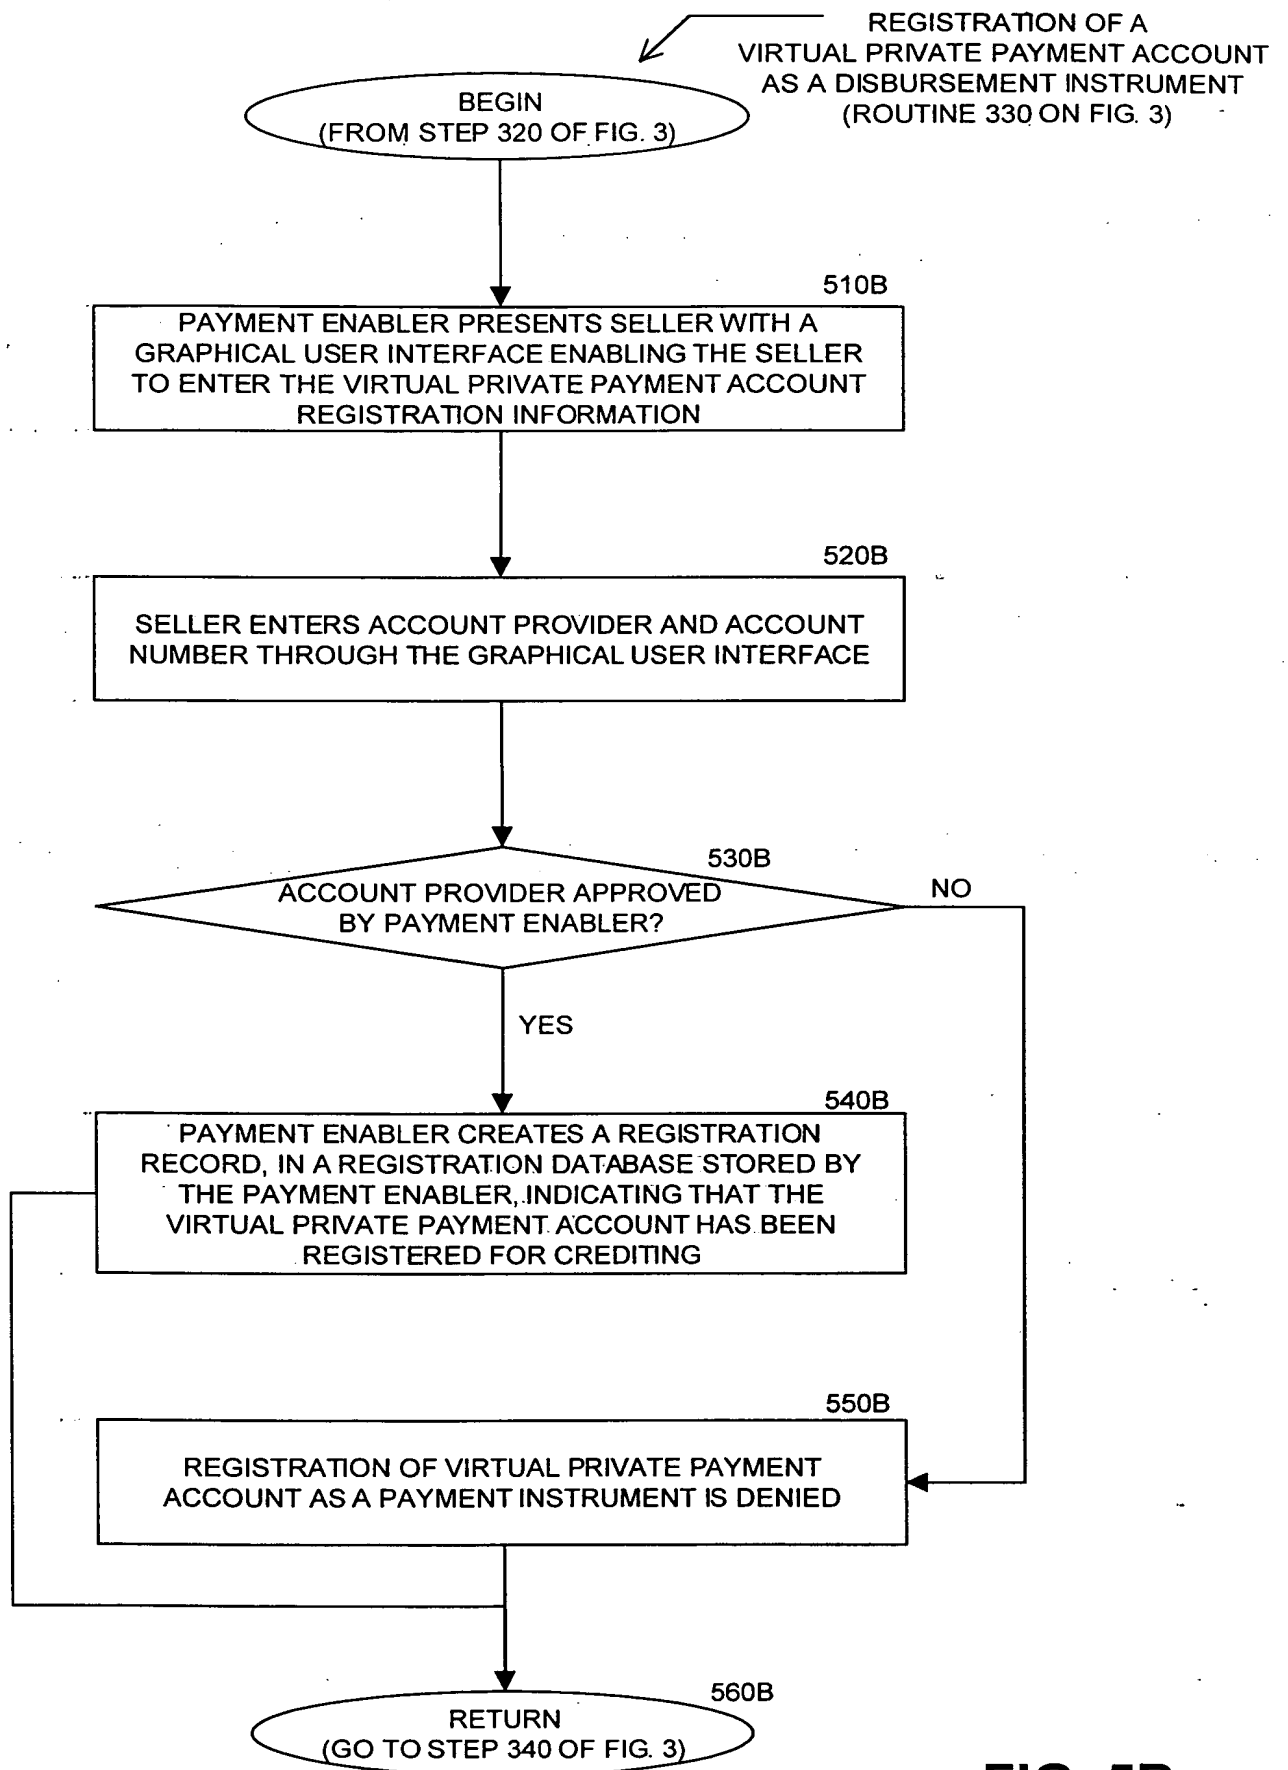 REGISTRATION OF A
VIRTUAL PRIVATE PAYMENT ACCOUNT
AS A DISBURSEMENT INSTRUMENT
(ROUTINE 330 ON FIG. 3)
BEGIN
(FROM STEP 320 OF FIG. 3)
510B
PAYMENT ENABLER PRESENTS SELLER WITH A
GRAPHICAL USER INTERFACE ENABLING THE SELLER
TO ENTER THE VIRTUAL PRIVATE PAYMENT ACCOUNT
REGISTRATION INFORMATION
520B
SELLER ENTERS ACCOUNT PROVIDER AND ACCOUNT
NUMBER THROUGH THE GRAPHICAL USER INTERFACE
530B
ACCOUNT PROVIDER APPROVED
BY PAYMENT ENABLER?
NO
YES
540B
PAYMENT ENABLER CREATES A REGISTRATION
RECORD, IN A REGISTRATION DATABASE STORED BY
THE PAYMENT ENABLER, INDICATING THAT THE
VIRTUAL PRIVATE PAYMENT ACCOUNT HAS BEEN
REGISTERED FOR CREDITING
550B
REGISTRATION OF VIRTUAL PRIVATE PAYMENT
ACCOUNT AS A PAYMENT INSTRUMENT IS DENIED
560B
RETURN
(GO TO STEP 340 OF FIG. 3)